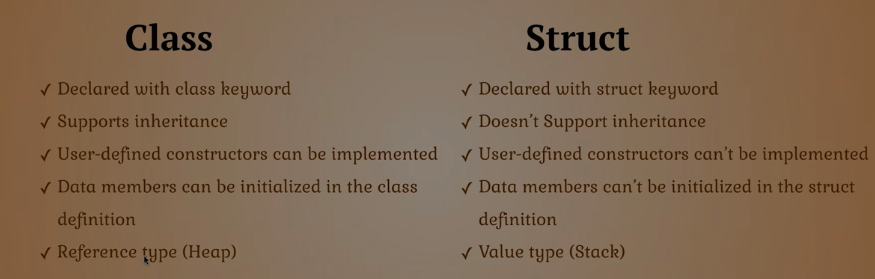 Class
✓ Declared with class keyword
✓ Supports inheritance
✓ User-defined constructors can be implemented
✓ Data members can be initialized in the class
definition
✓ Reference type (Heap)
Struct
✓ Declared with struct keyword
✓ Doesn't Support inheritance
✓ User-defined constructors can't be implemented
✓ Data members can't be initialized in the struct
definition
✓ Value type (Stack)